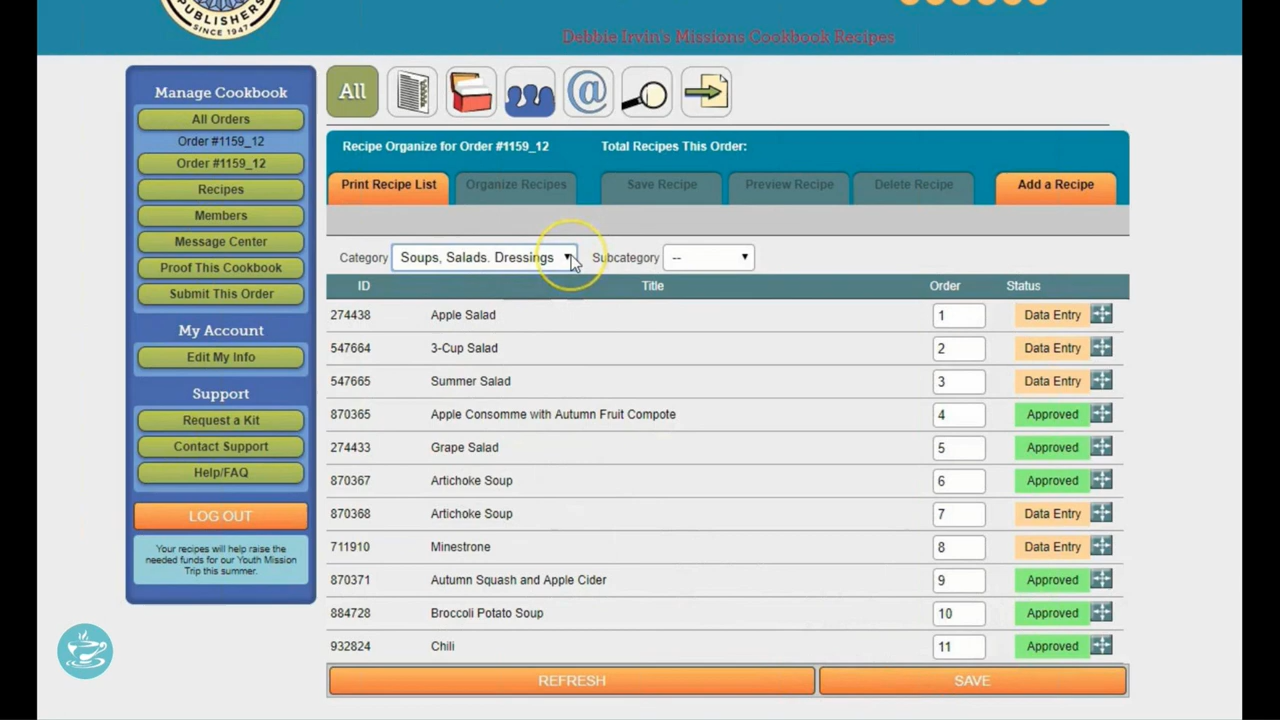 PUBLISHERS
SINCE 1947
Debbie Irvin's Missions Cookbook Recipes
Manage Cookbook
All Orders
Order #1159_12
Order #1159_12
Recipes
Members
Message Center
Proof This Cookbook
Submit This Order
My Account
Edit My Info
Support
Request a Kit
Contact Support
Help/FAQ
LOG OUT
Your recipes will help raise the
needed funds for our Youth Mission
Trip this summer.
All
@
Recipe Organize for Order #1159_12 Total Recipes This Order:
Print Recipe List Organize Recipes Save Recipe Preview Recipe Delete Recipe Add a Recipe
Category Soups, Salads. Dressings Subcategory --
ID Title Order Status
274438 Apple Salad 1 Data Entry
547664 3-Cup Salad 2 Data Entry
547665 Summer Salad 3 Data Entry
870365 Apple Consomme with Autumn Fruit Compote 4 Approved
274433 Grape Salad 5 Approved
870367 Artichoke Soup 6 Approved
870368 Artichoke Soup 7 Data Entry
711910 Minestrone 8 Data Entry
870371 Autumn Squash and Apple Cider 9 Approved
884728 Broccoli Potato Soup 10 Approved
932824 Chili 11 Approved
REFRESH SAVE